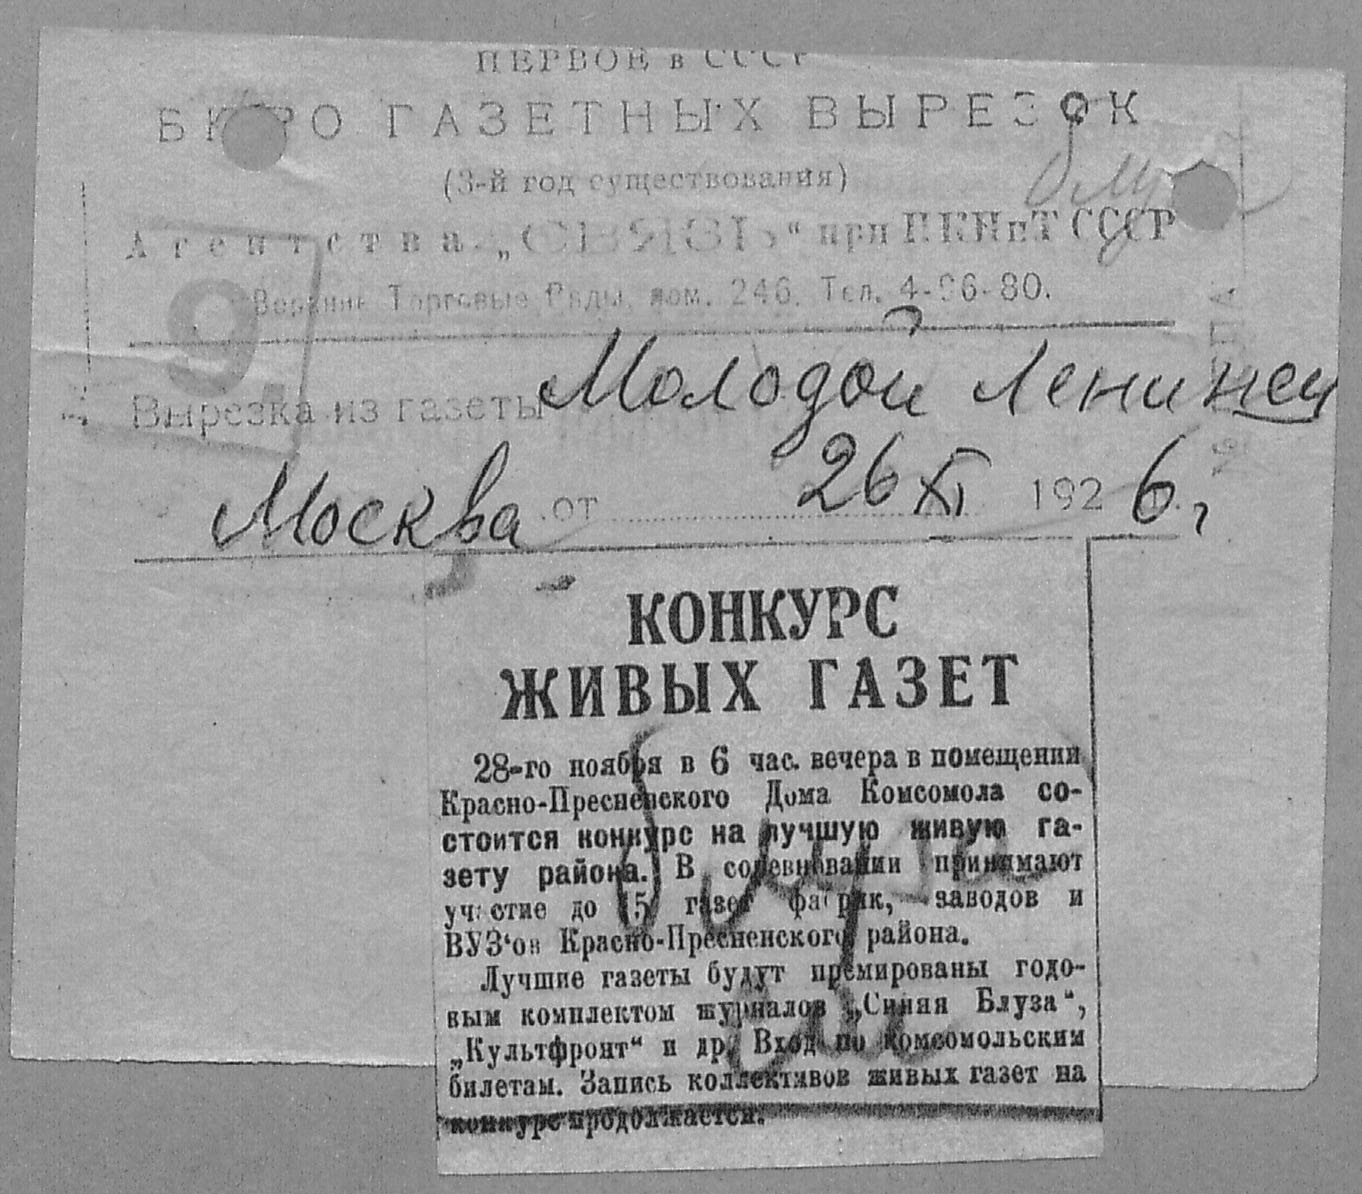 ПЕРВОЕ в СССР
БЮРО ГАЗЕТНЫХ ВЫРЕЗОК
(3-й год существования)
Агентства „СВЯЗЬ“ при НКПиТ СССР
Верхние Торговые Ряды, пом. 246. Тел. 4-96-80.
9
Вырезка из газеты Молодой Ленинец
Москва от 26 XI 1926 г.
КОНКУРС
ЖИВЫХ ГАЗЕТ
28-го ноября в 6 час. вечера в помещении
Красно-Пресненского Дома Комсомола со-
стоится конкурс на лучшую живую га-
зету района. В соревновании принимают
участие до 15 газет фабрик, заводов и
ВУЗ‘ов Красно-Пресненского района.
Лучшие газеты будут премированы годо-
вым комплектом журналов „Синяя Блуза“,
„Культфронт“ и др. Вход по комсомольским
билетам. Запись коллективов живых газет на
конкурс продолжается.